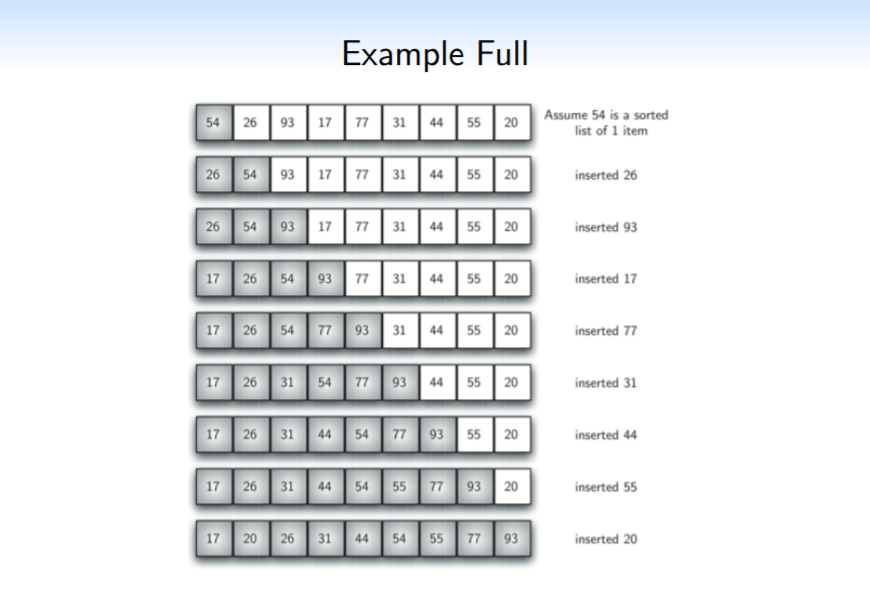 Example Full
54 26 93 17 77 31 44 55 20 Assume 54 is a sorted
list of 1 item
26 54 93 17 77 31 44 55 20 inserted 26
26 54 93 17 77 31 44 55 20 inserted 93
17 26 54 93 77 31 44 55 20 inserted 17
17 26 54 77 93 31 44 55 20 inserted 77
17 26 31 54 77 93 44 55 20 inserted 31
17 26 31 44 54 77 93 55 20 inserted 44
17 26 31 44 54 55 77 93 20 inserted 55
17 20 26 31 44 54 55 77 93 inserted 20